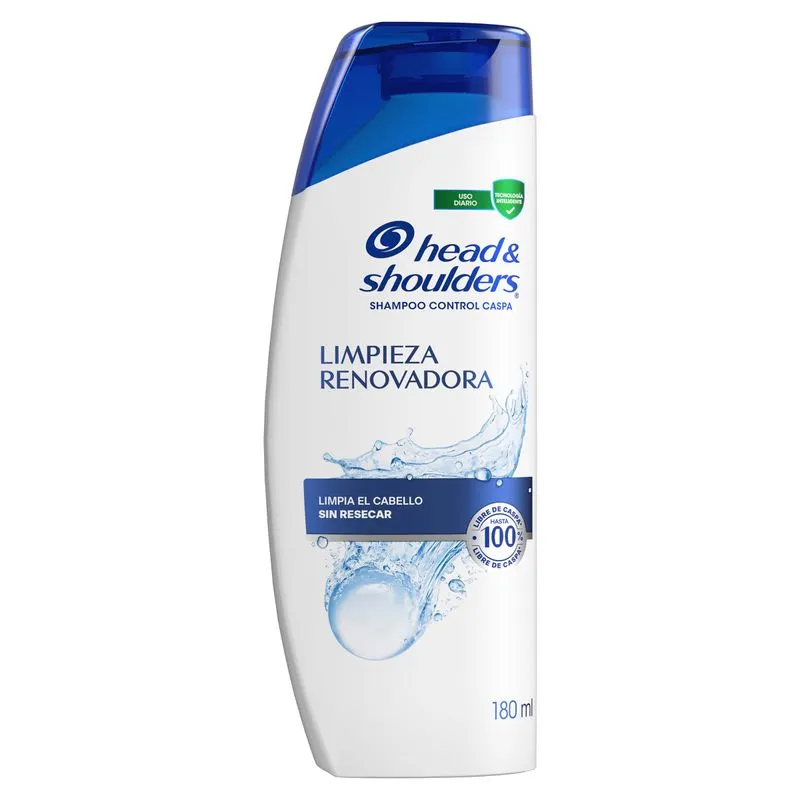 USO
DIARIO
TECNOLOGÍA
INTELIGENTE
head &
shoulders®
SHAMPOO CONTROL CASPA
LIMPIEZA
RENOVADORA
LIMPIA EL CABELLO
SIN RESECAR
LIBRE DE CASPA*
HASTA
100%
LIBRE DE CASPA*
180 ml